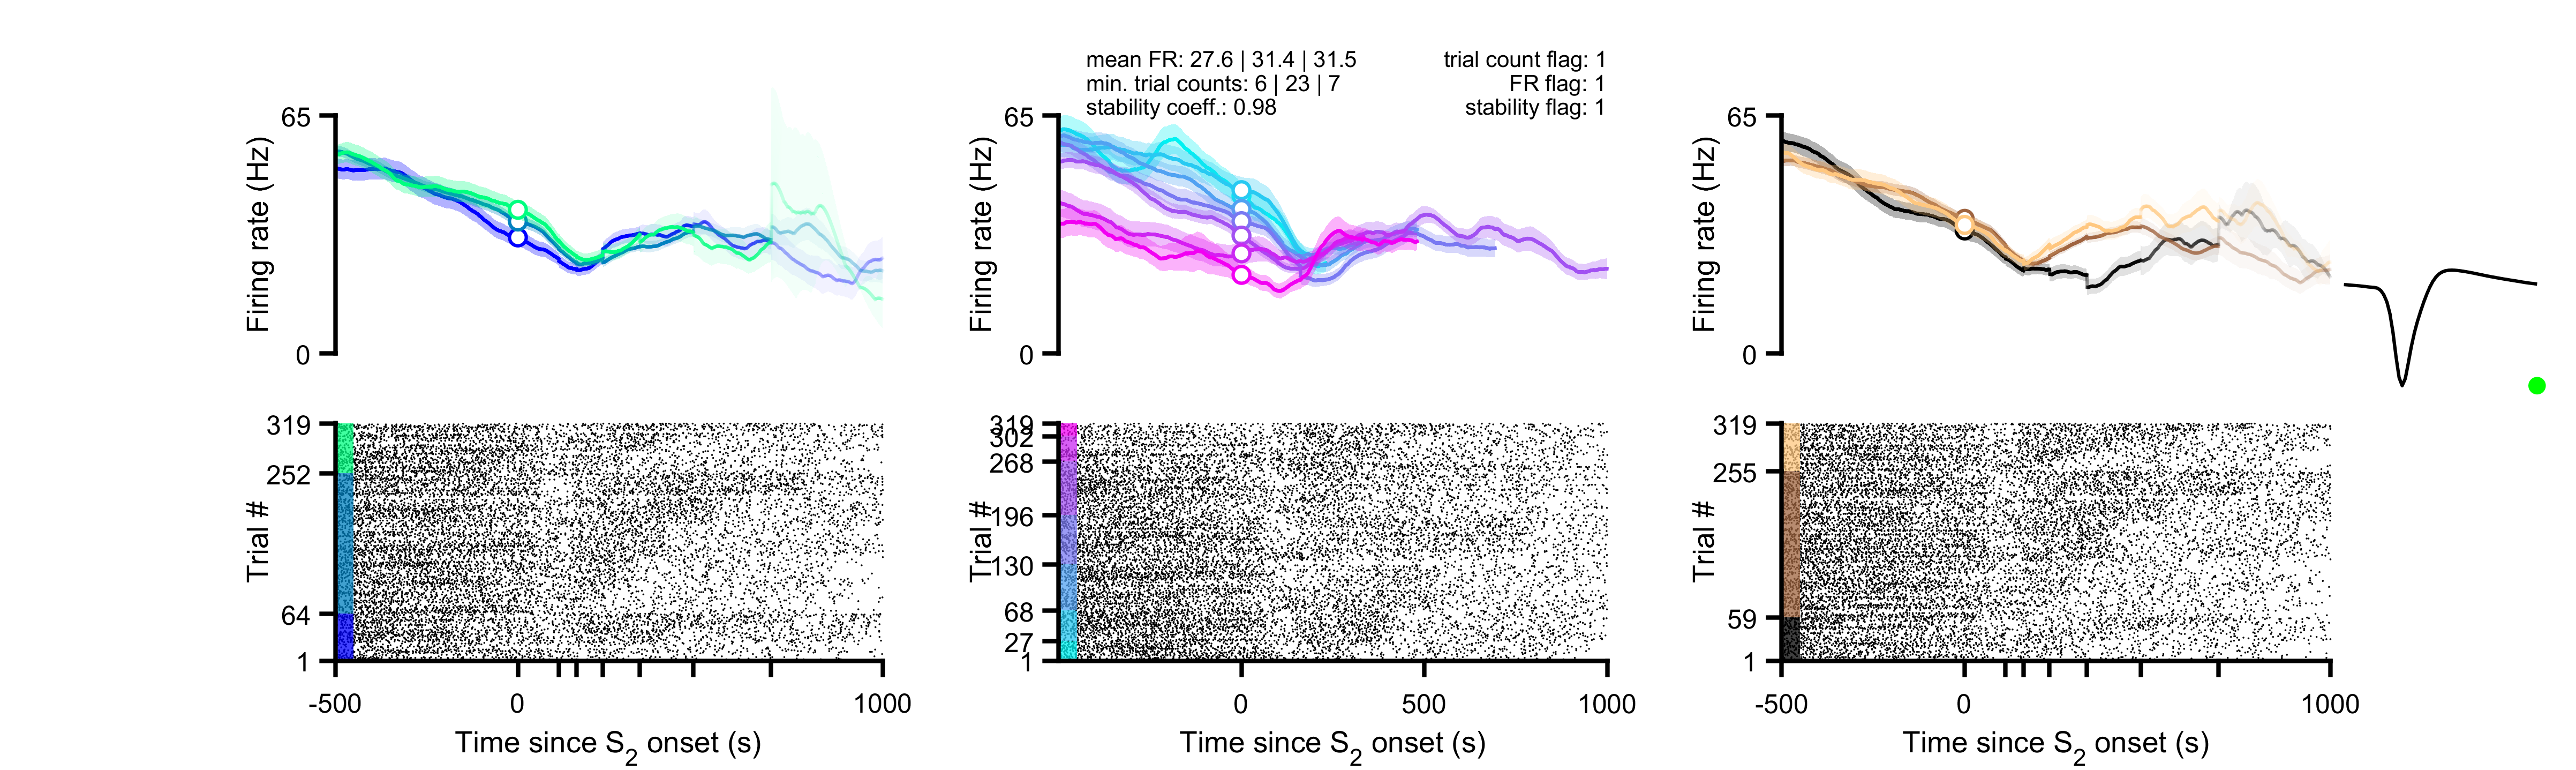 mean FR: 27.6 | 31.4 | 31.5
trial count flag: 1
min. trial counts: 6 | 23 | 7
FR flag: 1
stability coeff.: 0.98
stability flag: 1
65
0
Firing rate (Hz)
65
0
Firing rate (Hz)
65
0
Firing rate (Hz)
319
252
64
1
Trial #
-500
0
1000
Time since S2 onset (s)
319
302
268
196
130
68
27
1
Trial #
0
500
1000
Time since S2 onset (s)
319
255
59
1
Trial #
-500
0
1000
Time since S2 onset (s)